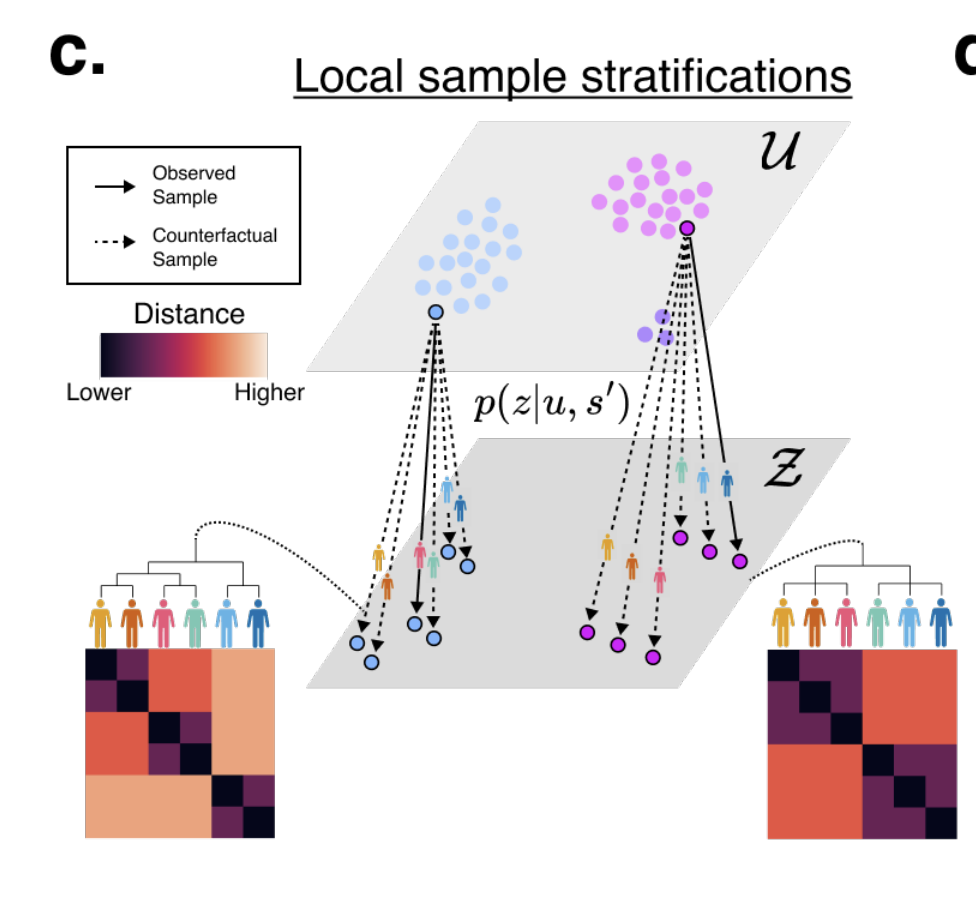 c.
Local sample stratifications
𝒰
Observed
Sample
Counterfactual
Sample
Distance
Lower Higher
p(z|u, s′)
𝒵